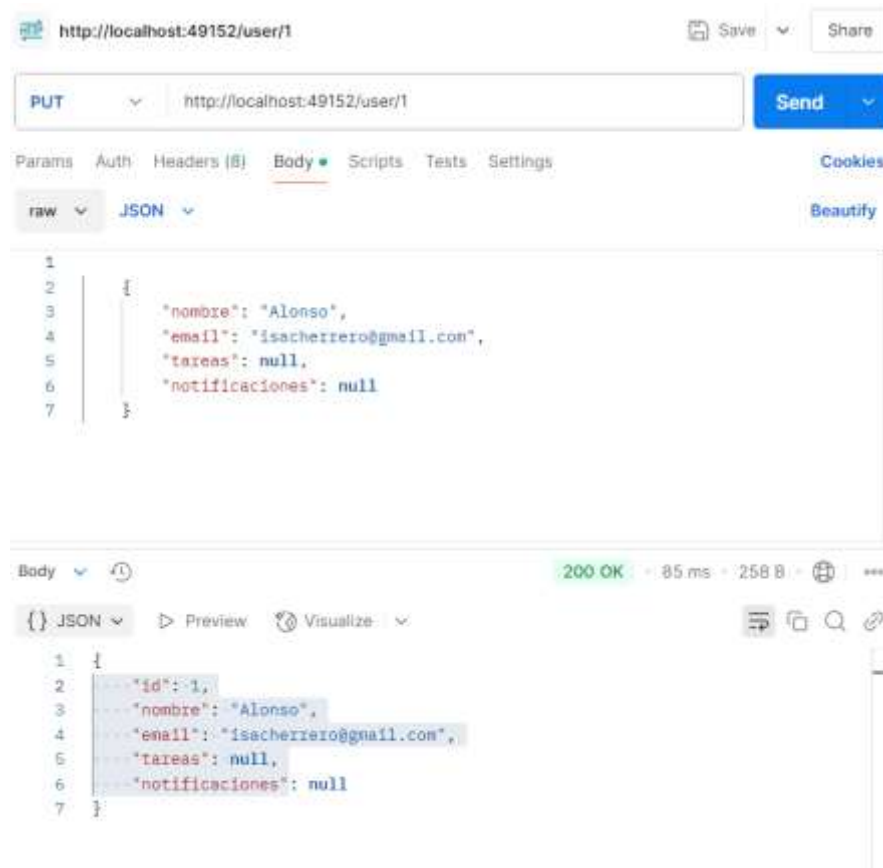 http://localhost:49152/user/1 Save Share
PUT http://localhost:49152/user/1 Send
Params Auth Headers (8) Body Scripts Tests Settings Cookies
raw JSON Beautify
1
2 {
3 "nombre": "Alonso",
4 "email": "isacherrero@gmail.com",
5 "tareas": null,
6 "notificaciones": null
7 }
Body 200 OK 85 ms 258 B
{} JSON Preview Visualize
1 {
2 "id": 1,
3 "nombre": "Alonso",
4 "email": "isacherrero@gmail.com",
5 "tareas": null,
6 "notificaciones": null
7 }